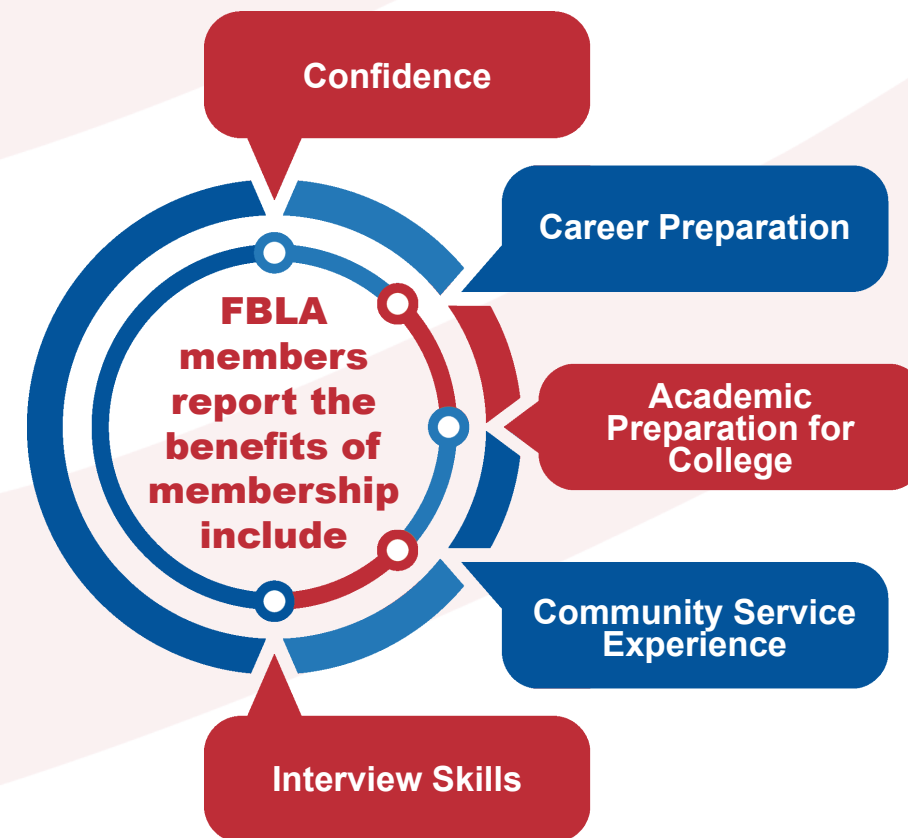 Confidence
Career Preparation
FBLA
members
report the
benefits of
membership
include
Academic
Preparation for
College
Community Service
Experience
Interview Skills